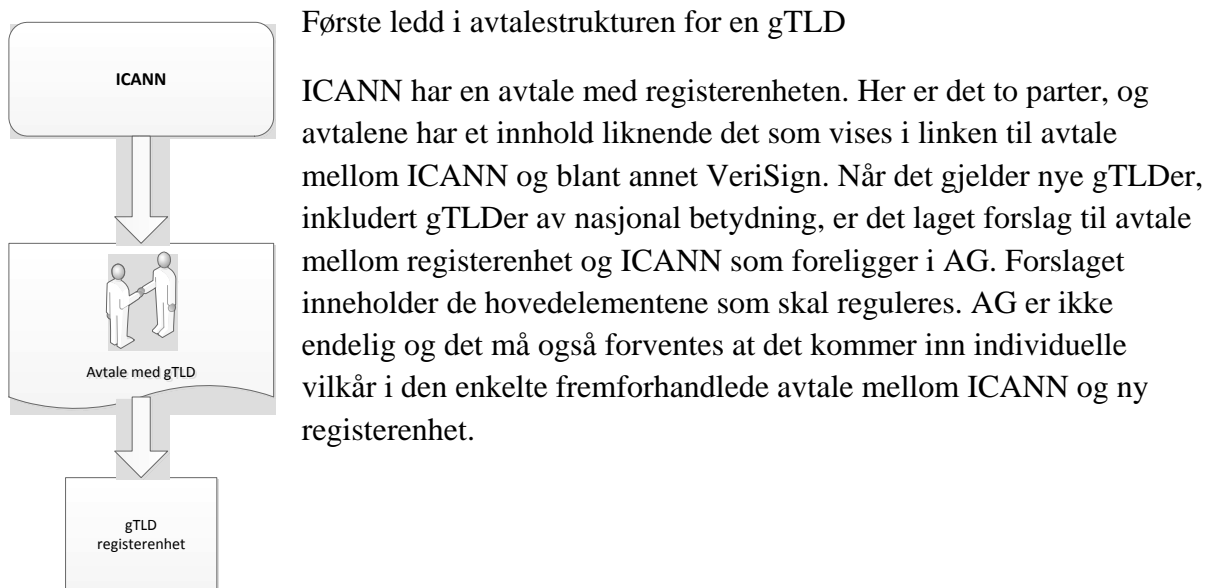 ICANN
Avtale med gTLD
gTLD
registerenhet
Første ledd i avtalestrukturen for en gTLD
ICANN har en avtale med registerenheten. Her er det to parter, og
avtalene har et innhold liknende det som vises i linken til avtale
mellom ICANN og blant annet VeriSign. Når det gjelder nye gTLDer,
inkludert gTLDer av nasjonal betydning, er det laget forslag til avtale
mellom registerenhet og ICANN som foreligger i AG. Forslaget
inneholder de hovedelementene som skal reguleres. AG er ikke
endelig og det må også forventes at det kommer inn individuelle
vilkår i den enkelte fremforhandlede avtale mellom ICANN og ny
registerenhet.